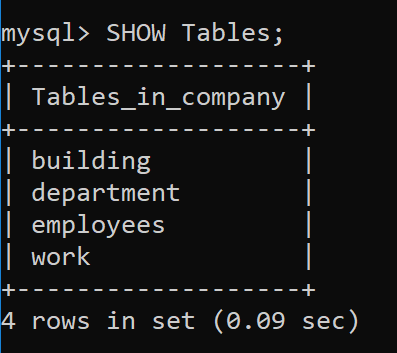 mysql> SHOW Tables;
+-------------------+
| Tables_in_company |
+-------------------+
| building          |
| department        |
| employees         |
| work              |
+-------------------+
4 rows in set (0.09 sec)